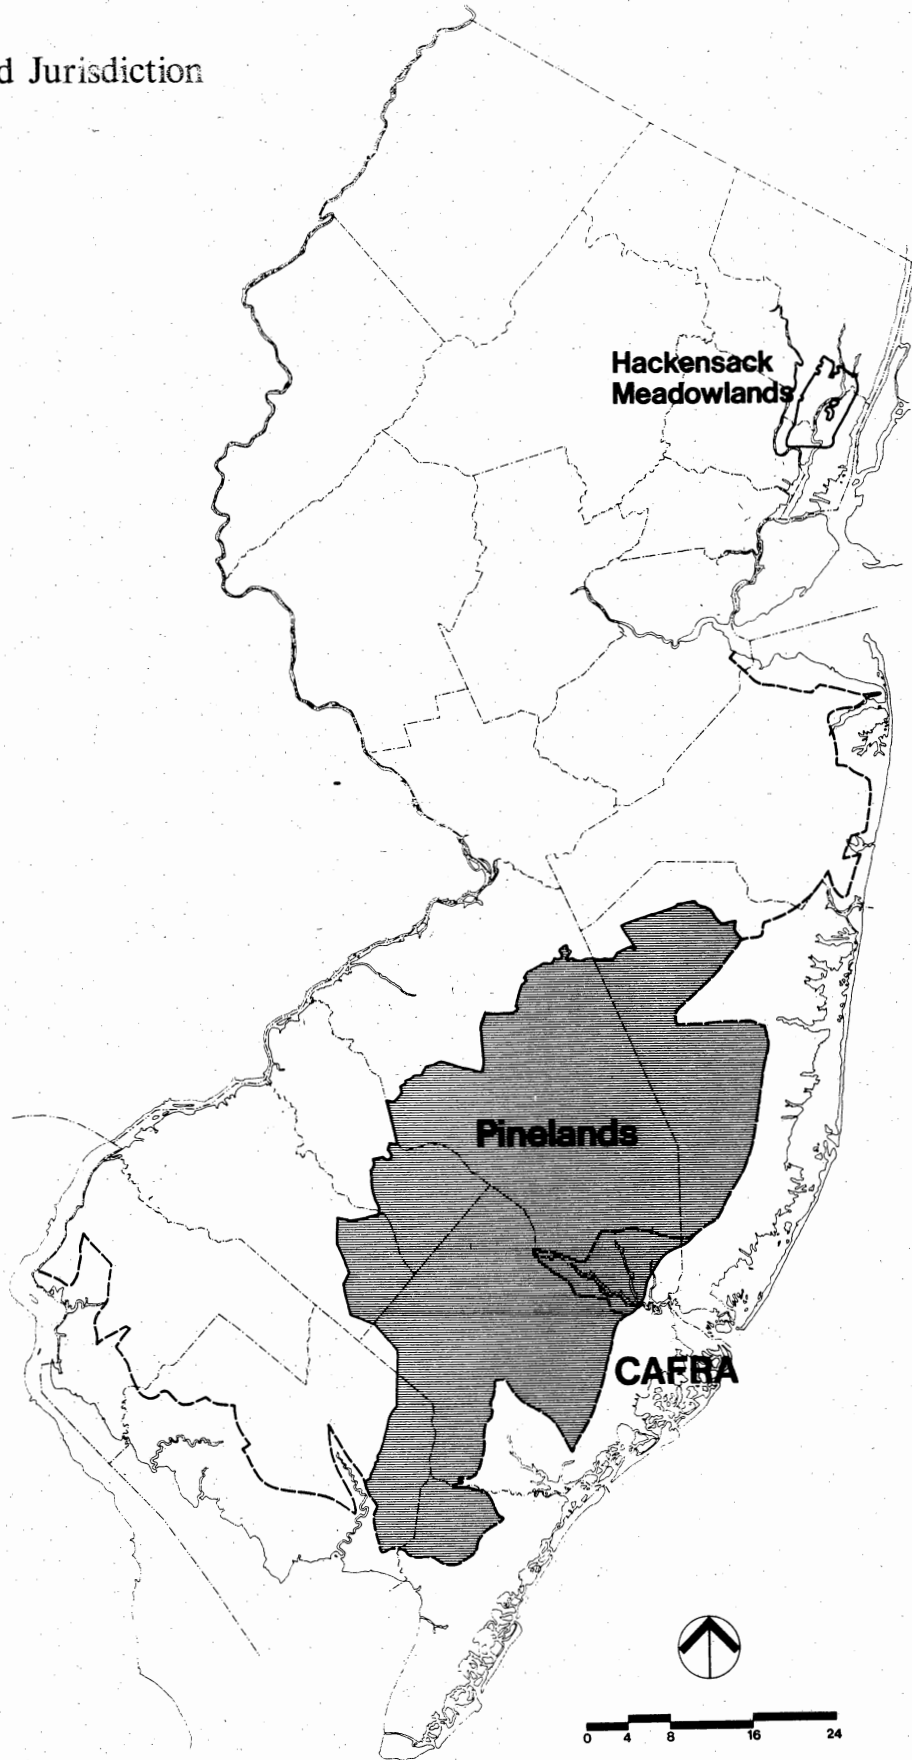 d Jurisdiction
Hackensack
Meadowlands
Pinelands
CAFRA
0 4 8 16 24